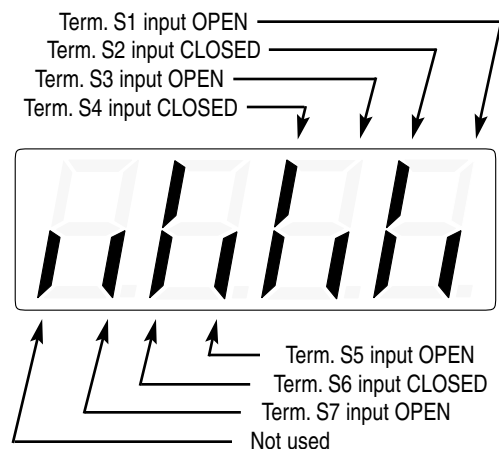 Term. S1 input OPEN
Term. S2 input CLOSED
Term. S3 input OPEN
Term. S4 input CLOSED
Term. S5 input OPEN
Term. S6 input CLOSED
Term. S7 input OPEN
Not used